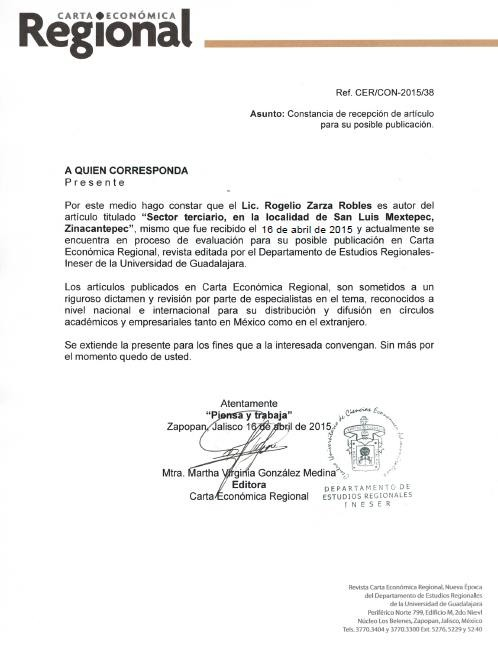 CARTA ECONÓMICA
Regional
Ref. CER/CON-2015/38
Asunto: Constancia de recepción de artículo
para su posible publicación.
A QUIEN CORRESPONDA
Presente
Por este medio hago constar que el Lic. Rogelio Zarza Robles es autor del
artículo titulado “Sector terciario, en la localidad de San Luis Mextepec,
Zinacantepec”, mismo que fue recibido el 16 de abril de 2015 y actualmente se
encuentra en proceso de evaluación para su posible publicación en Carta
Económica Regional, revista editada por el Departamento de Estudios Regionales-
Ineser de la Universidad de Guadalajara.
Los artículos publicados en Carta Económica Regional, son sometidos a un
riguroso dictamen y revisión por parte de especialistas en el tema, reconocidos a
nivel nacional e internacional para su distribución y difusión en círculos
académicos y empresariales tanto en México como en el extranjero.
Se extiende la presente para los fines que a la interesada convengan. Sin más por
el momento quedo de usted.
Atentamente
“Piensa y trabaja”
Zapopan, Jalisco 16 de abril de 2015
Mtra. Martha Virginia González Medina
Editora
Carta Económica Regional
Centro Universitario de Ciencias Económico
DEPARTAMENTO DE
ESTUDIOS REGIONALES
INESER
Revista Carta Económica Regional, Nueva Época
del Departamento de Estudios Regionales
de la Universidad de Guadalajara
Periférico Norte 799, Edificio M, 2do Nievl
Núcleo Los Belenes, Zapopan, Jalisco, México
Tels. 3770.3404 y 3770.3300 Ext. 5276, 5229 y 5240